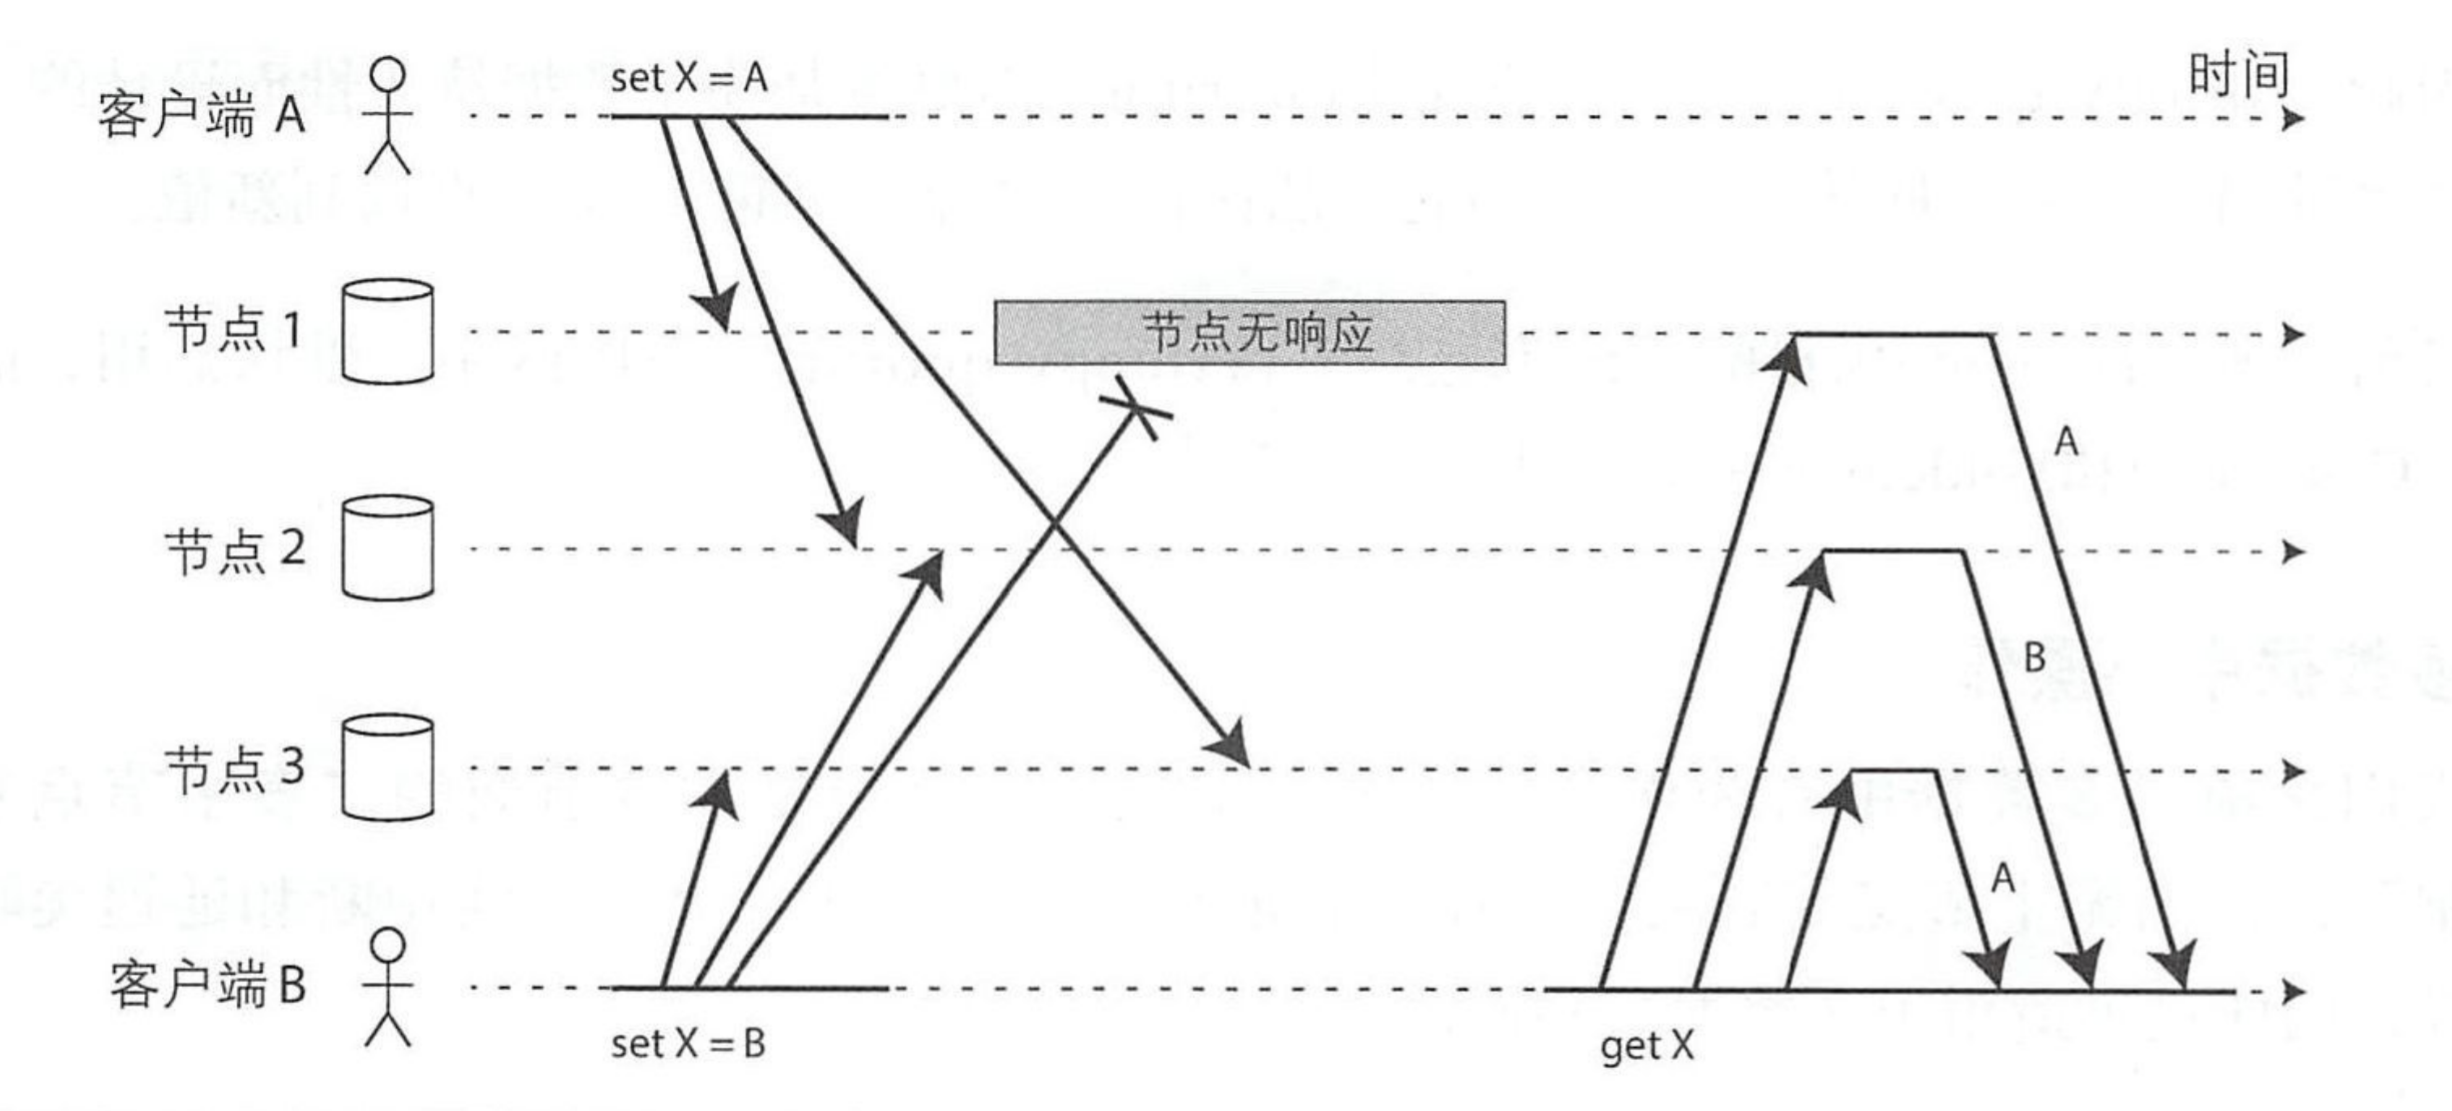 set X = A
时间
客户端 A
节点 1
节点无响应
A
节点 2
B
节点 3
A
客户端 B
set X = B
get X